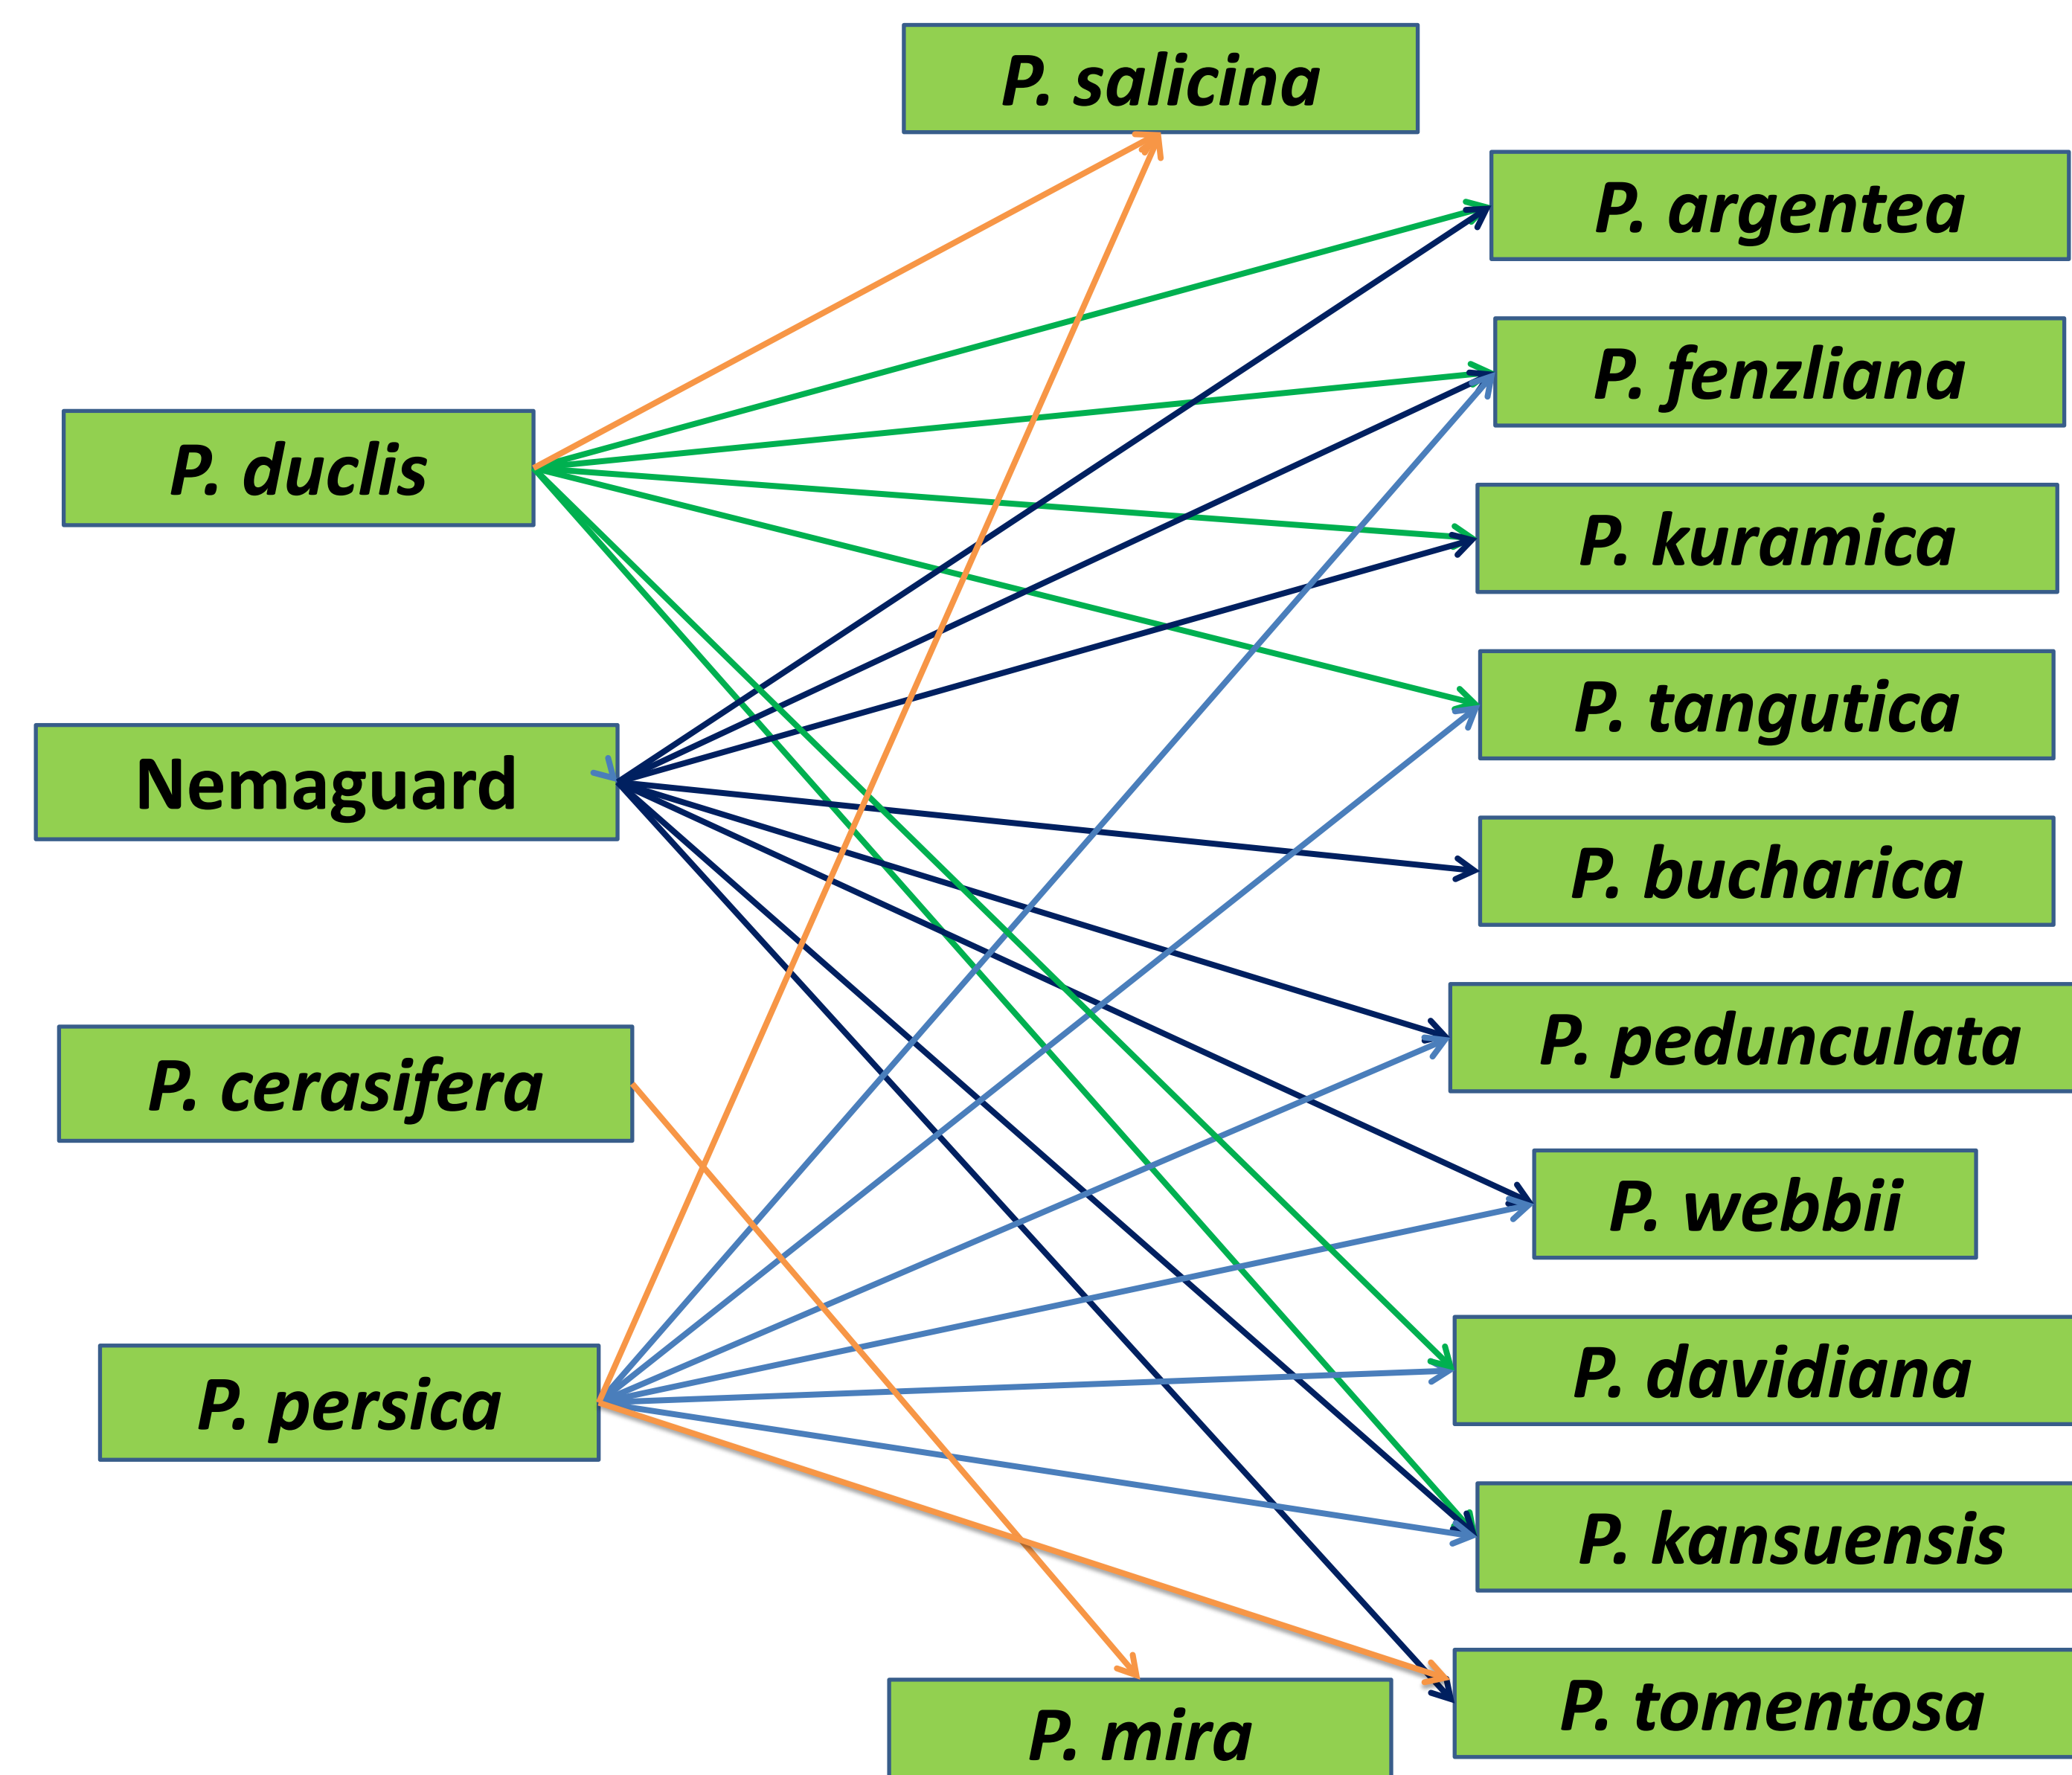 P. salicina
P. argentea
P. fenzliana
P. duclis
P. kuramica
P. tangutica
Nemaguard
P. bucharica
P. pedunculata
P. cerasifera
P. webbii
P. davidiana
P. persica
P. kansuensis
P. tomentosa
P. mira